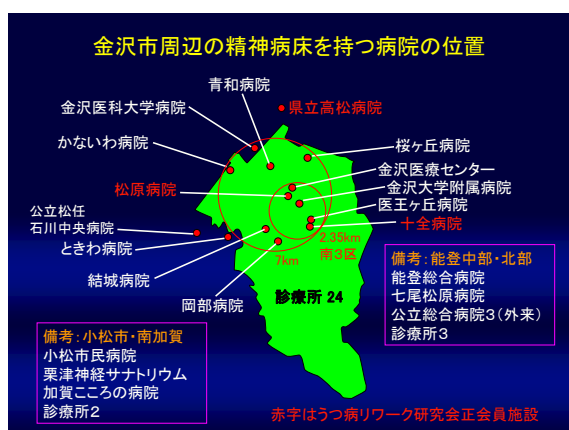 金沢市周辺の精神病床を持つ病院の位置
青和病院
県立高松病院
金沢医科大学病院
かないわ病院
桜ヶ丘病院
金沢医療センター
松原病院
金沢大学附属病院
医王ヶ丘病院
公立松任
石川中央病院
十全病院
ときわ病院
2.35km
南3区
7km
結城病院
岡部病院
診療所 24
備考：能登中部・北部
能登総合病院
七尾松原病院
公立総合病院3（外来）
診療所3
備考：小松市・南加賀
小松市民病院
粟津神経サナトリウム
加賀こころの病院
診療所2
赤字はうつ病リワーク研究会正会員施設